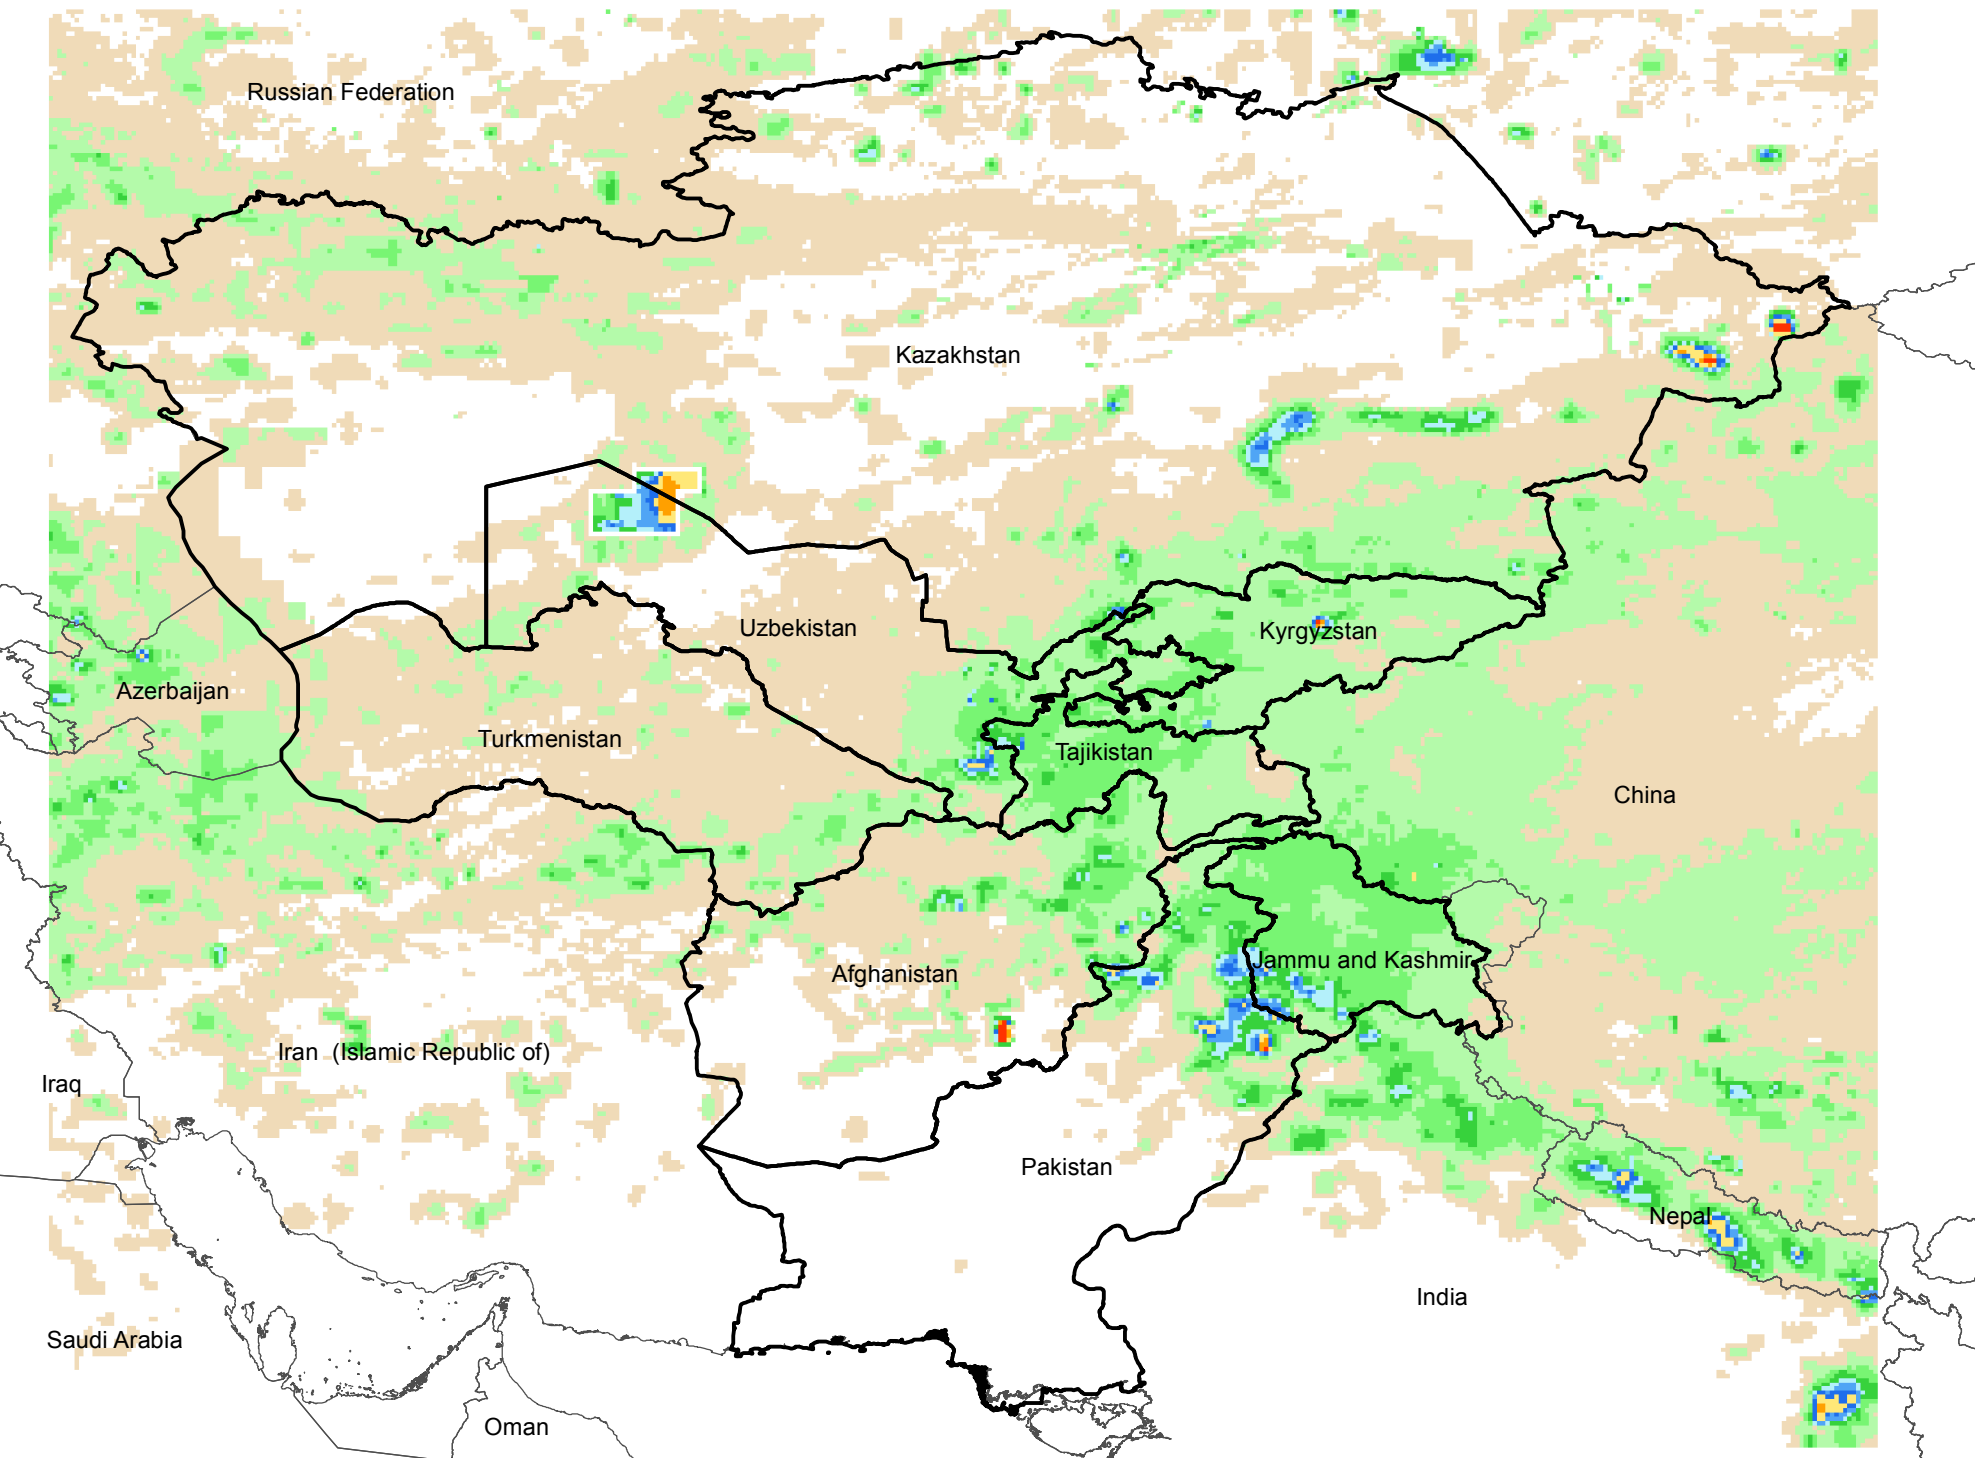 Russian Federation
Kazakhstan
Uzbekistan
Kyrgyzstan
Azerbaijan
Turkmenistan
Tajikistan
China
Afghanistan
Jammu and Kashmir
Iran  (Islamic Republic of)
Iraq
Pakistan
Nepal
India
Saudi Arabia
Oman